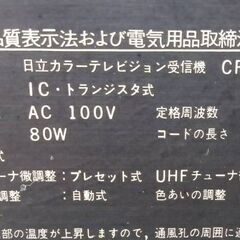 品質表示法および電気用品取締法
日立カラーテレビジョン受信機 CF
IC・トランジスタ式
AC 100V 定格周波数
80W コードの長さ
式
ーナ微調整：プレセット式 UHFチューナ
整：自動式 色あいの調整
部の温度が上昇しますので、通風孔の周囲に適